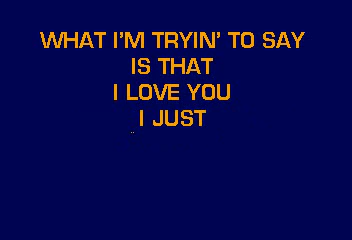 WHAT I'M TRYIN' TO SAY
IS THAT
I LOVE YOU
I JUST